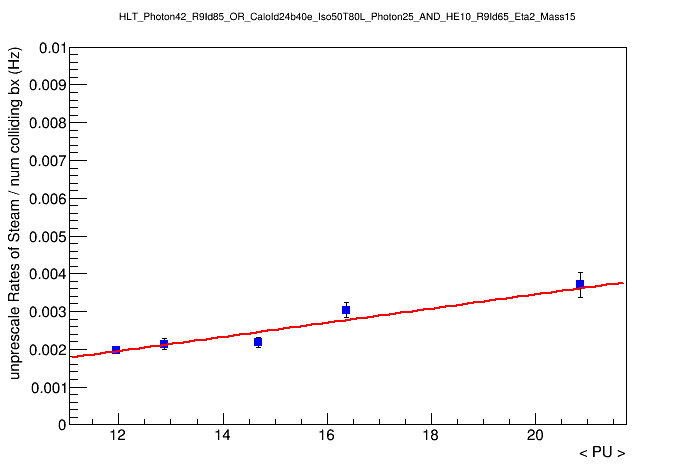 HLT_Photon42_R9Id85_OR_CaloId24b40e_Iso50T80L_Photon25_AND_HE10_R9Id65_Eta2_Mass15
unprescale Rates of Steam / num colliding bx (Hz)
0.01
0.009
0.008
0.007
0.006
0.005
0.004
0.003
0.002
0.001
0
12 14 16 18 20
< PU >